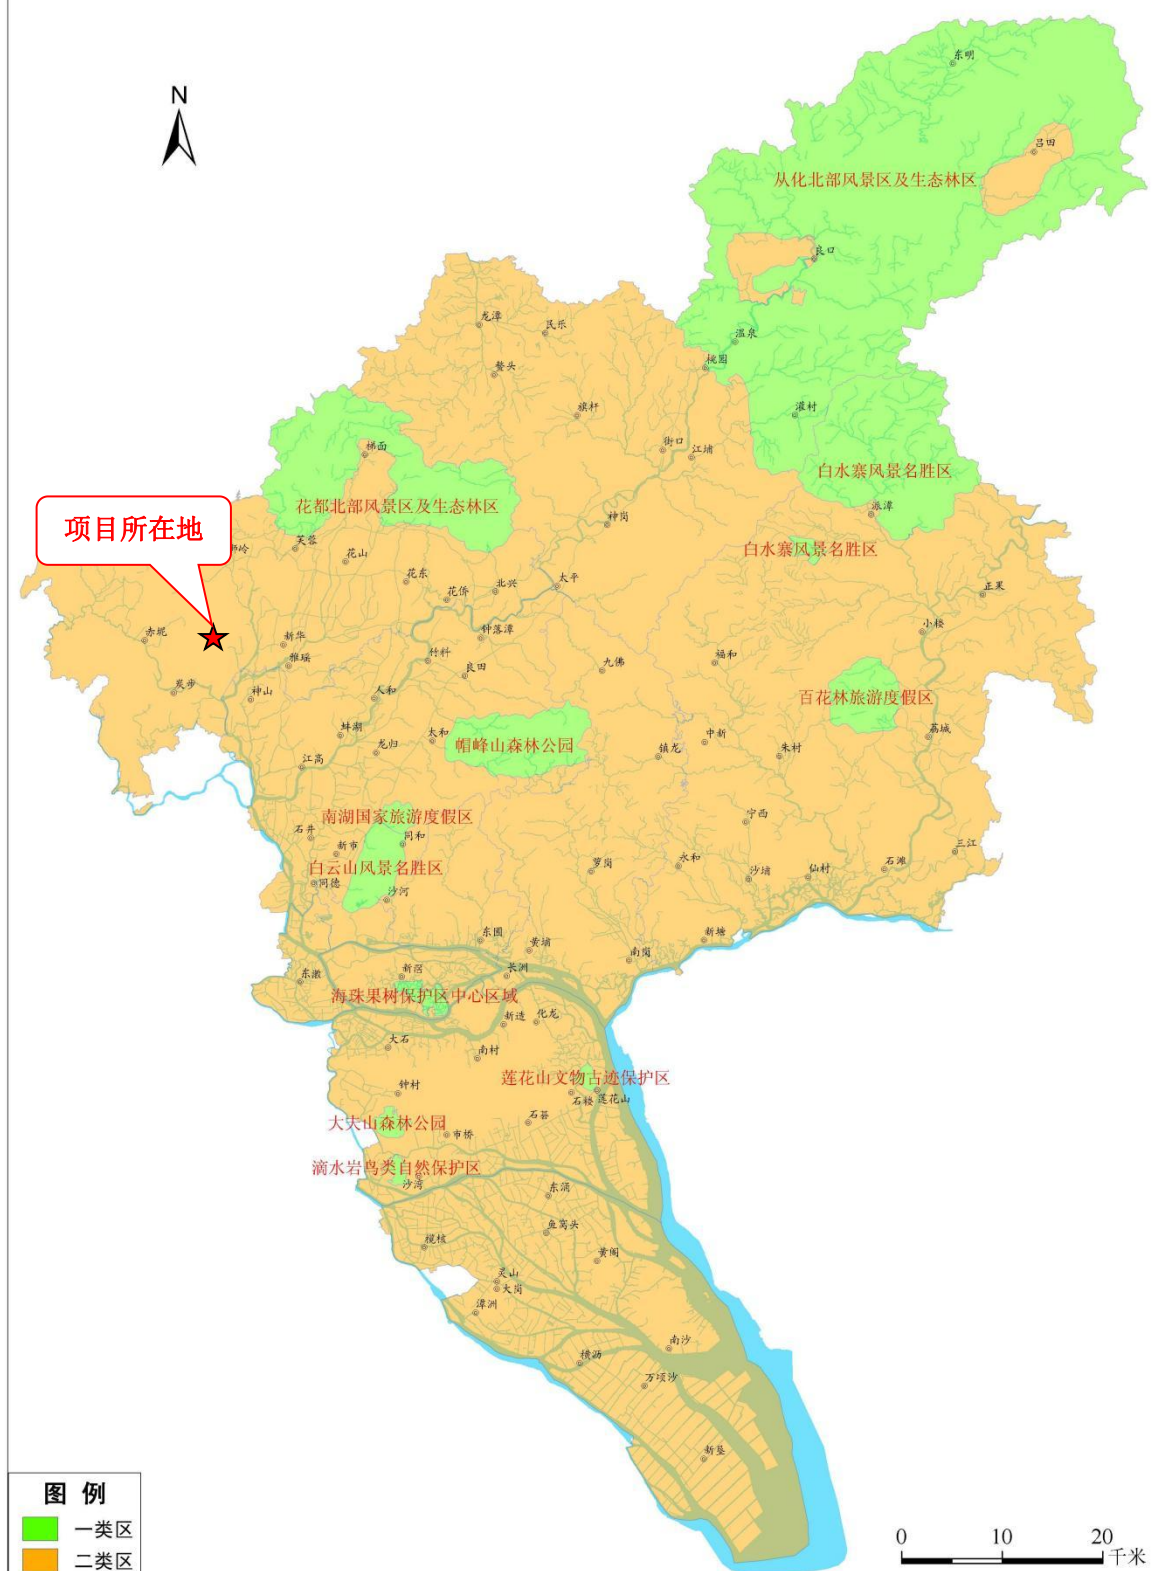 N
东明
吕田
从化北部风景区及生态林区
良口
龙潭
民乐
温泉
桃园
鳌头
旗杆
灌村
街口
江埔
梯面
白水寨风景名胜区
花都北部风景区及生态林区
派潭
神岗
项目所在地
芙蓉
白水寨风景名胜区
花山
花东
北兴
太平
花侨
正果
赤坭
新华
钟落潭
小楼
雅瑶
竹料
良田
九佛
福和
炭步
神山
人和
百花林旅游度假区
蚌湖
太和
龙归
帽峰山森林公园
镇龙
中新
朱村
荔城
江高
南湖国家旅游度假区
宁西
石井
同和
新市
三江
白云山风景名胜区
萝岗
永和
石滩
同德
沙河
沙埔
仙村
东圃
黄埔
新塘
南岗
东漖
新滘
长洲
海珠果树保护区中心区域
新造
化龙
大石
南村
莲花山文物古迹保护区
钟村
石楼
莲花山
大夫山森林公园
石碁
市桥
滴水岩鸟类自然保护区
沙湾
东涌
鱼窝头
榄核
黄阁
灵山
大岗
潭洲
南沙
横沥
万顷沙
新垦
图 例
一类区
二类区
0 10 20
千米